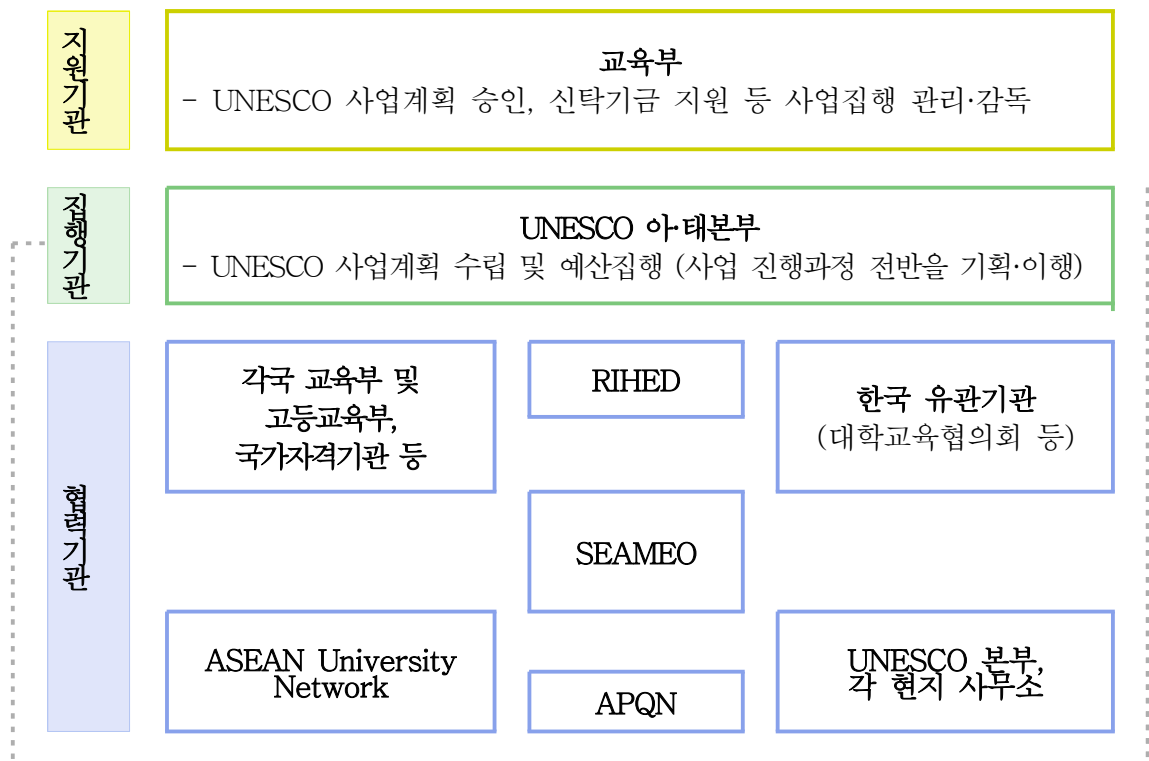 지원기관
교육부
- UNESCO 사업계획 승인, 신탁기금 지원 등 사업집행 관리·감독
집행기관
UNESCO 아·태본부
- UNESCO 사업계획 수립 및 예산집행 (사업 진행과정 전반을 기획·이행)
협력기관
각국 교육부 및
고등교육부,
국가자격기관 등
RIHED
한국 유관기관
(대학교육협의회 등)
SEAMEO
ASEAN University
Network
APQN
UNESCO 본부,
각 현지 사무소